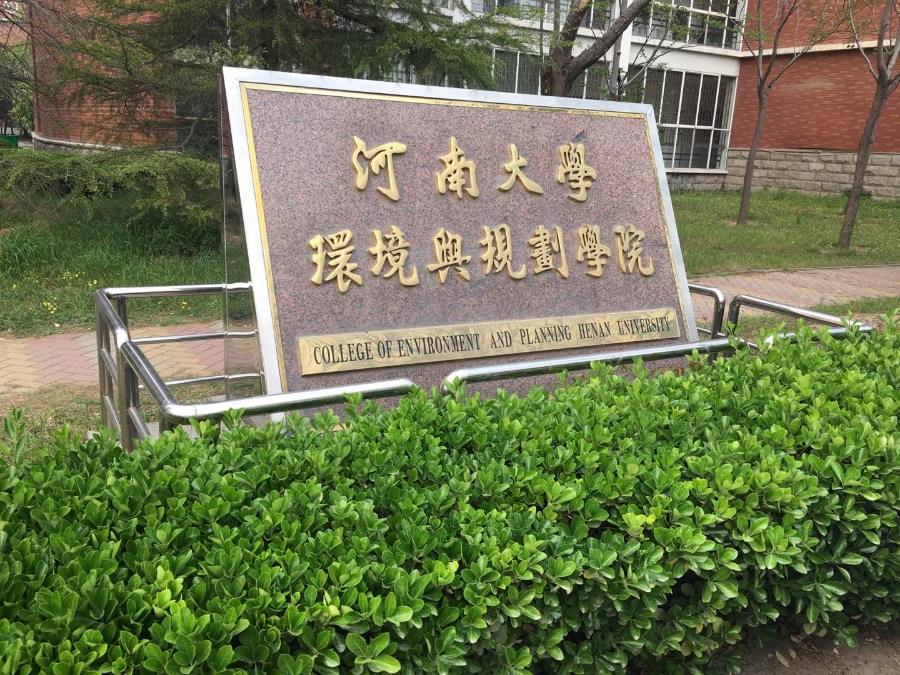 河南大學
環境與規劃學院
COLLEGE OF ENVIRONMENT AND PLANNING HENAN UNIVERSITY